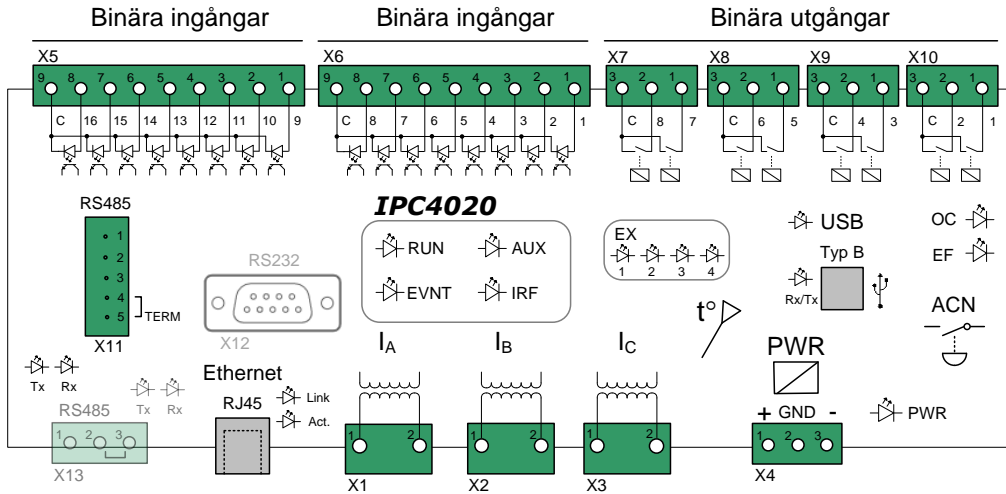 Binära ingångar Binära ingångar Binära utgångar
X5 X6 X7 X8 X9 X10
9 8 7 6 5 4 3 2 1 9 8 7 6 5 4 3 2 1 3 2 1 3 2 1 3 2 1 3 2 1
C 16 15 14 13 12 11 10 9 C 8 7 6 5 4 3 2 1 C 8 7 C 6 5 C 4 3 C 2 1
RS485
1
2
3
4
5
TERM
X11
RS232
X12
IPC4020
RUN AUX
EVNT IRF
EX
1 2 3 4
USB
Typ B
Rx/Tx
OC
EF
ACN
t°
I_A I_B I_C
PWR
+ GND -
PWR
Tx Rx
Tx Rx
RS485
1 2 3
X13
Ethernet
RJ45
Link
Act.
1 2
X1
1 2
X2
1 2
X3
1 2 3
X4